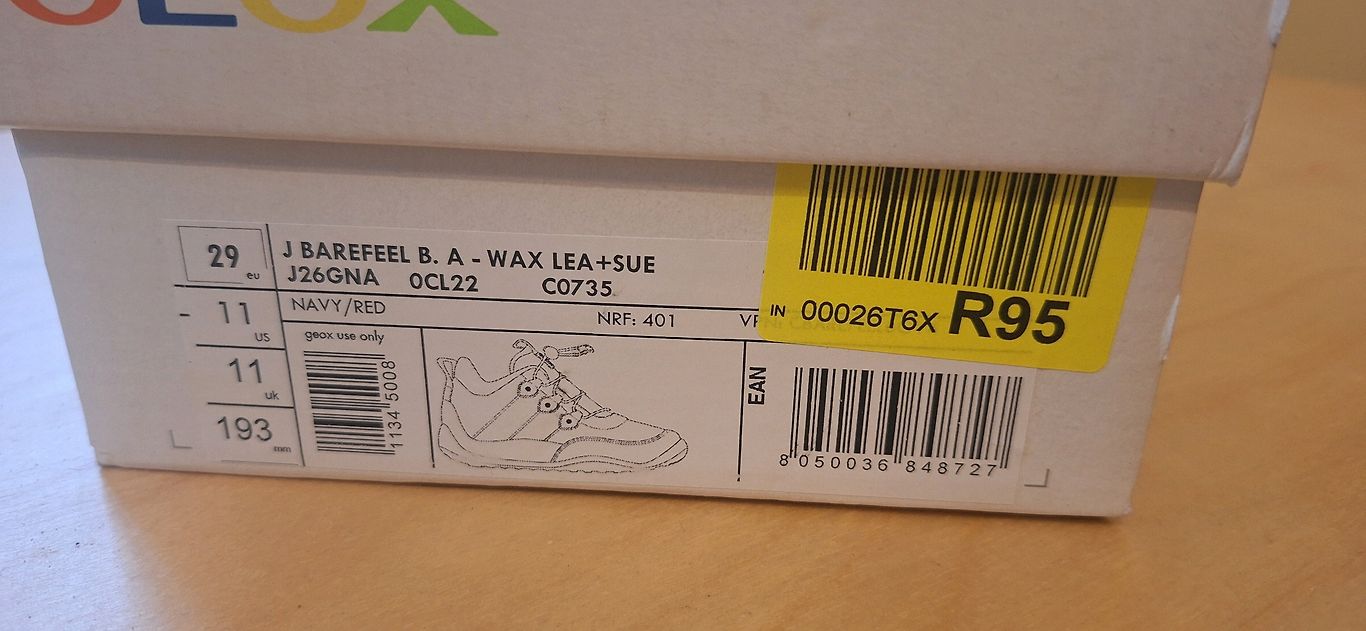 GEOX
29 eu
J BAREFEEL B. A - WAX LEA+SUE
J26GNA 0CL22 C0735
- 11 US
NAVY/RED
NRF: 401
IN 00026T6X R95
11 uk
geox use only
1134 5008
193 mm
EAN
8 050036 848727